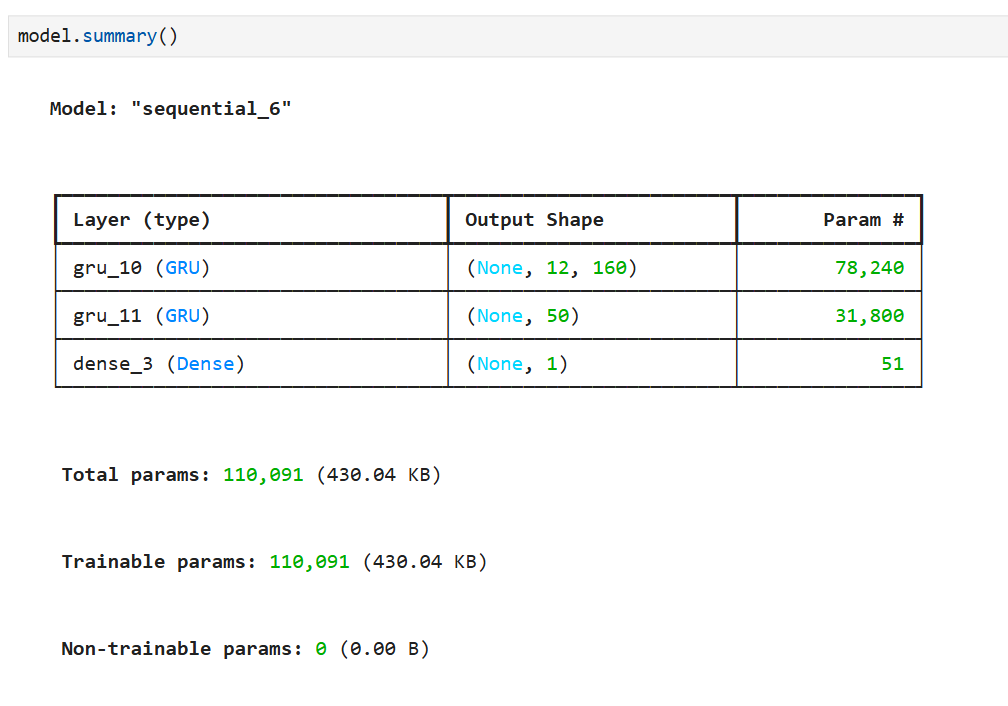 model.summary()
Model: "sequential_6"
Layer (type) Output Shape Param #
gru_10 (GRU) (None, 12, 160) 78,240
gru_11 (GRU) (None, 50) 31,800
dense_3 (Dense) (None, 1) 51
Total params: 110,091 (430.04 KB)
Trainable params: 110,091 (430.04 KB)
Non-trainable params: 0 (0.00 B)